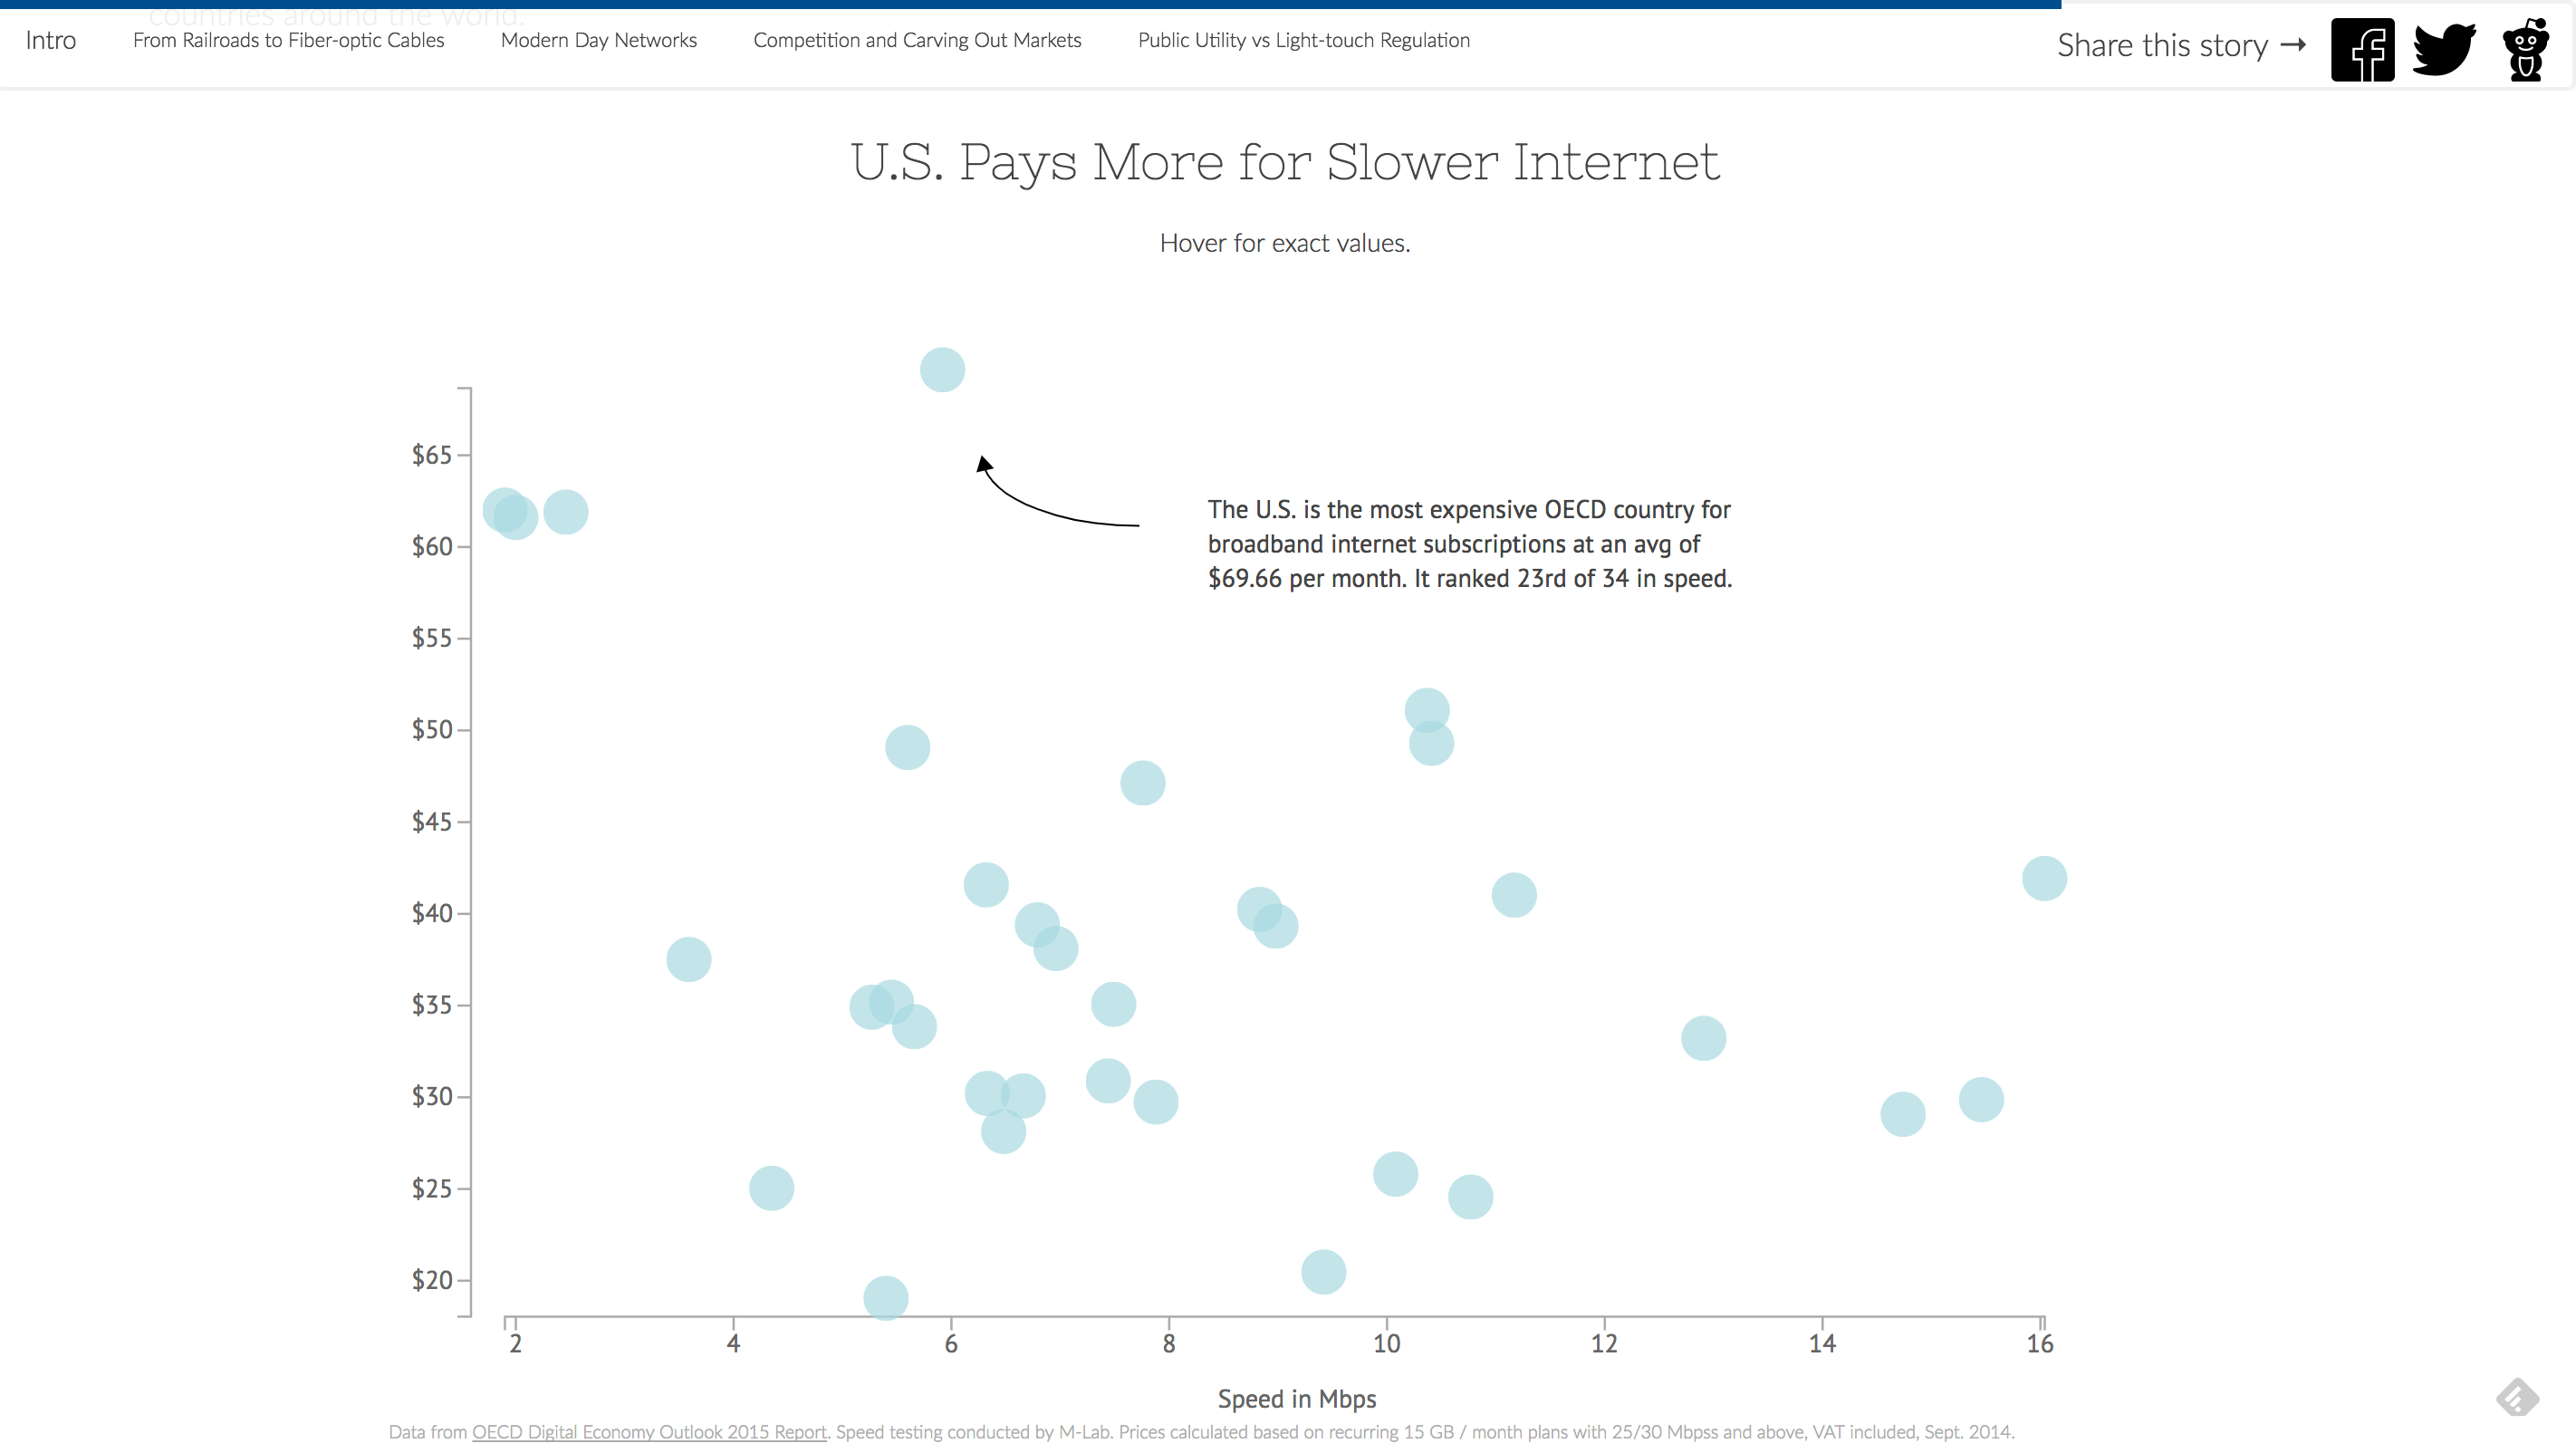 countries around the world.
Intro
From Railroads to Fiber-optic Cables
Modern Day Networks
Competition and Carving Out Markets
Public Utility vs Light-touch Regulation
Share this story →
U.S. Pays More for Slower Internet
Hover for exact values.
$65
$60
$55
$50
$45
$40
$35
$30
$25
$20
The U.S. is the most expensive OECD country for
broadband internet subscriptions at an avg of
$69.66 per month. It ranked 23rd of 34 in speed.
2
4
6
8
10
12
14
16
Speed in Mbps
Data from OECD Digital Economy Outlook 2015 Report. Speed testing conducted by M-Lab. Prices calculated based on recurring 15 GB / month plans with 25/30 Mbpss and above, VAT included, Sept. 2014.